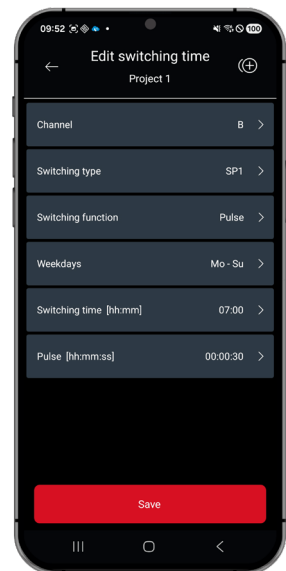 09:52
100
Edit switching time
Project 1
Channel B
Switching type SP1
Switching function Pulse
Weekdays Mo - Su
Switching time [hh:mm] 07:00
Pulse [hh:mm:ss] 00:00:30
Save